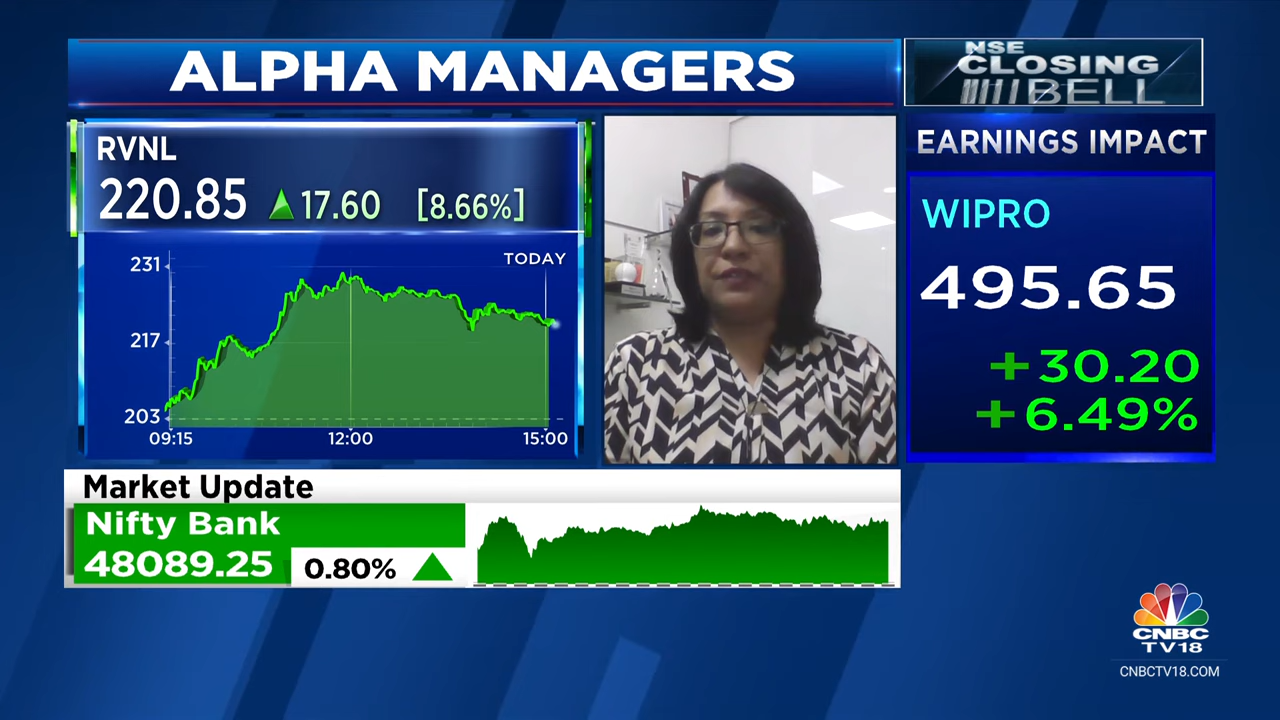 ALPHA MANAGERS
NSE
CLOSING
BELL
RVNL
220.85 ▲ 17.60 [8.66%]
TODAY
231
217
203
09:15 12:00 15:00
EARNINGS IMPACT
WIPRO
495.65
+30.20
+6.49%
Market Update
Nifty Bank
48089.25 0.80% ▲
CNBC
TV18
CNBCTV18.COM